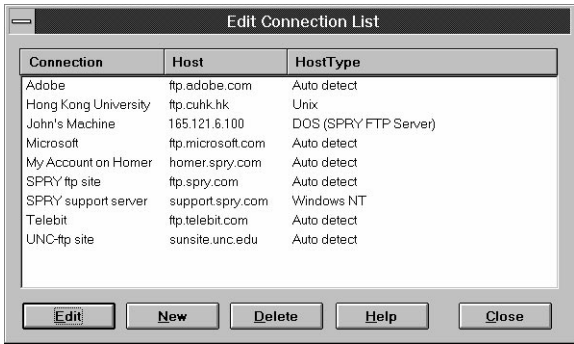 Edit Connection List
Connection Host HostType
Adobe ftp.adobe.com Auto detect
Hong Kong University ftp.cuhk.hk Unix
John's Machine 165.121.6.100 DOS (SPRY FTP Server)
Microsoft ftp.microsoft.com Auto detect
My Account on Homer homer.spry.com Auto detect
SPRY ftp site ftp.spry.com Auto detect
SPRY support server support.spry.com Windows NT
Telebit ftp.telebit.com Auto detect
UNC-ftp site sunsite.unc.edu Auto detect
Edit New Delete Help Close